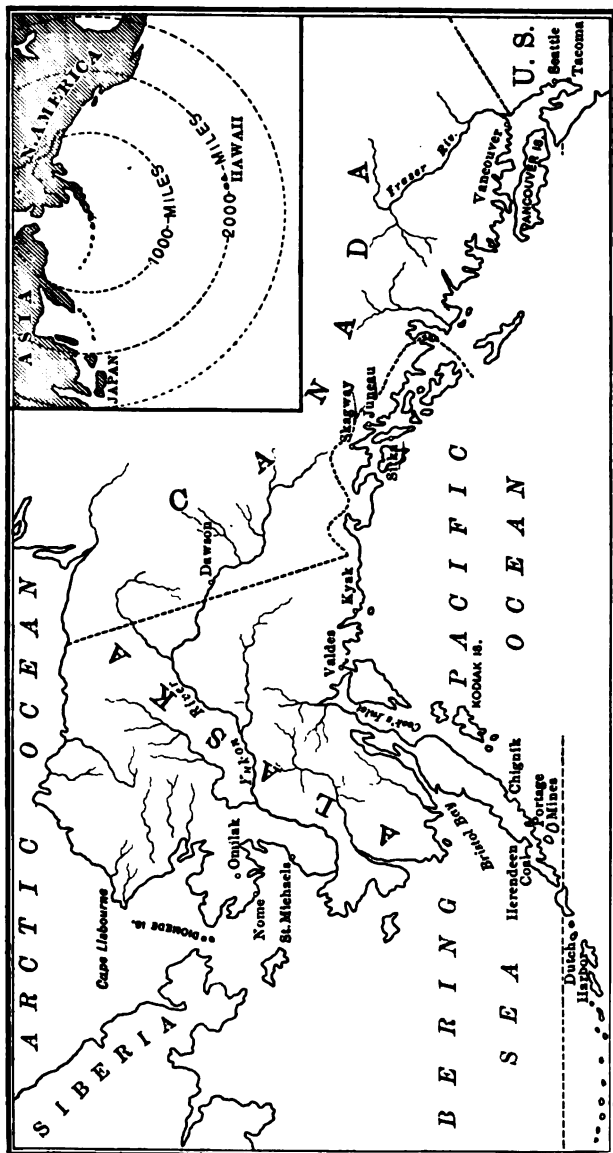 ARCTIC OCEAN
SIBERIA
Cape Lisbourne
DIOMEDE IS.
Omilak
Nome
St. Michaels
ALASKA
Yukon River
Dawson
CANADA
BERING SEA
Bristol Bay
Cook's Inlet
Valdes
Kyak
Skagway
Juneau
Sitka
KODIAK IS.
Chignik
Portage
Mines
Herendeen
Coal
Dutch
Harbor
PACIFIC OCEAN
Fraser Riv.
Vancouver
VANCOUVER IS.
U. S.
Seattle
Tacoma
ASIA
N. AMERICA
JAPAN
1000 MILES
2000 MILES
HAWAII